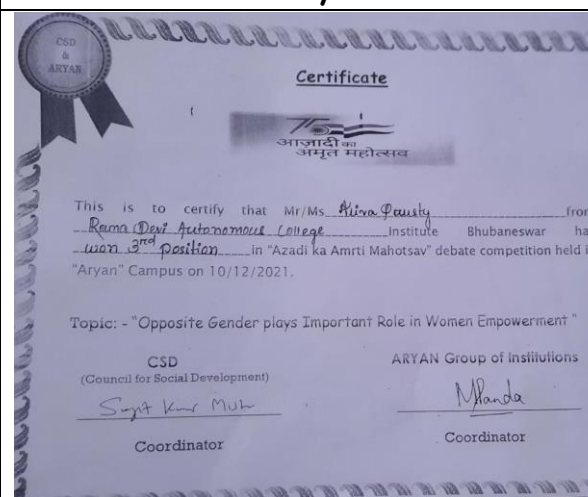 CSD
&
ARYAN
Certificate
75
आज़ादी का
अमृत महोत्सव
This is to certify that Mr/Ms from
Rama Devi Autonomous College Institute Bhubaneswar ha
won 3rd position in "Azadi ka Amrti Mahotsav" debate competition held i
"Aryan" Campus on 10/12/2021.
Topic: - "Opposite Gender plays Important Role in Women Empowerment "
CSD
ARYAN Group of Institutions
(Council for Social Development)
Coordinator
Coordinator